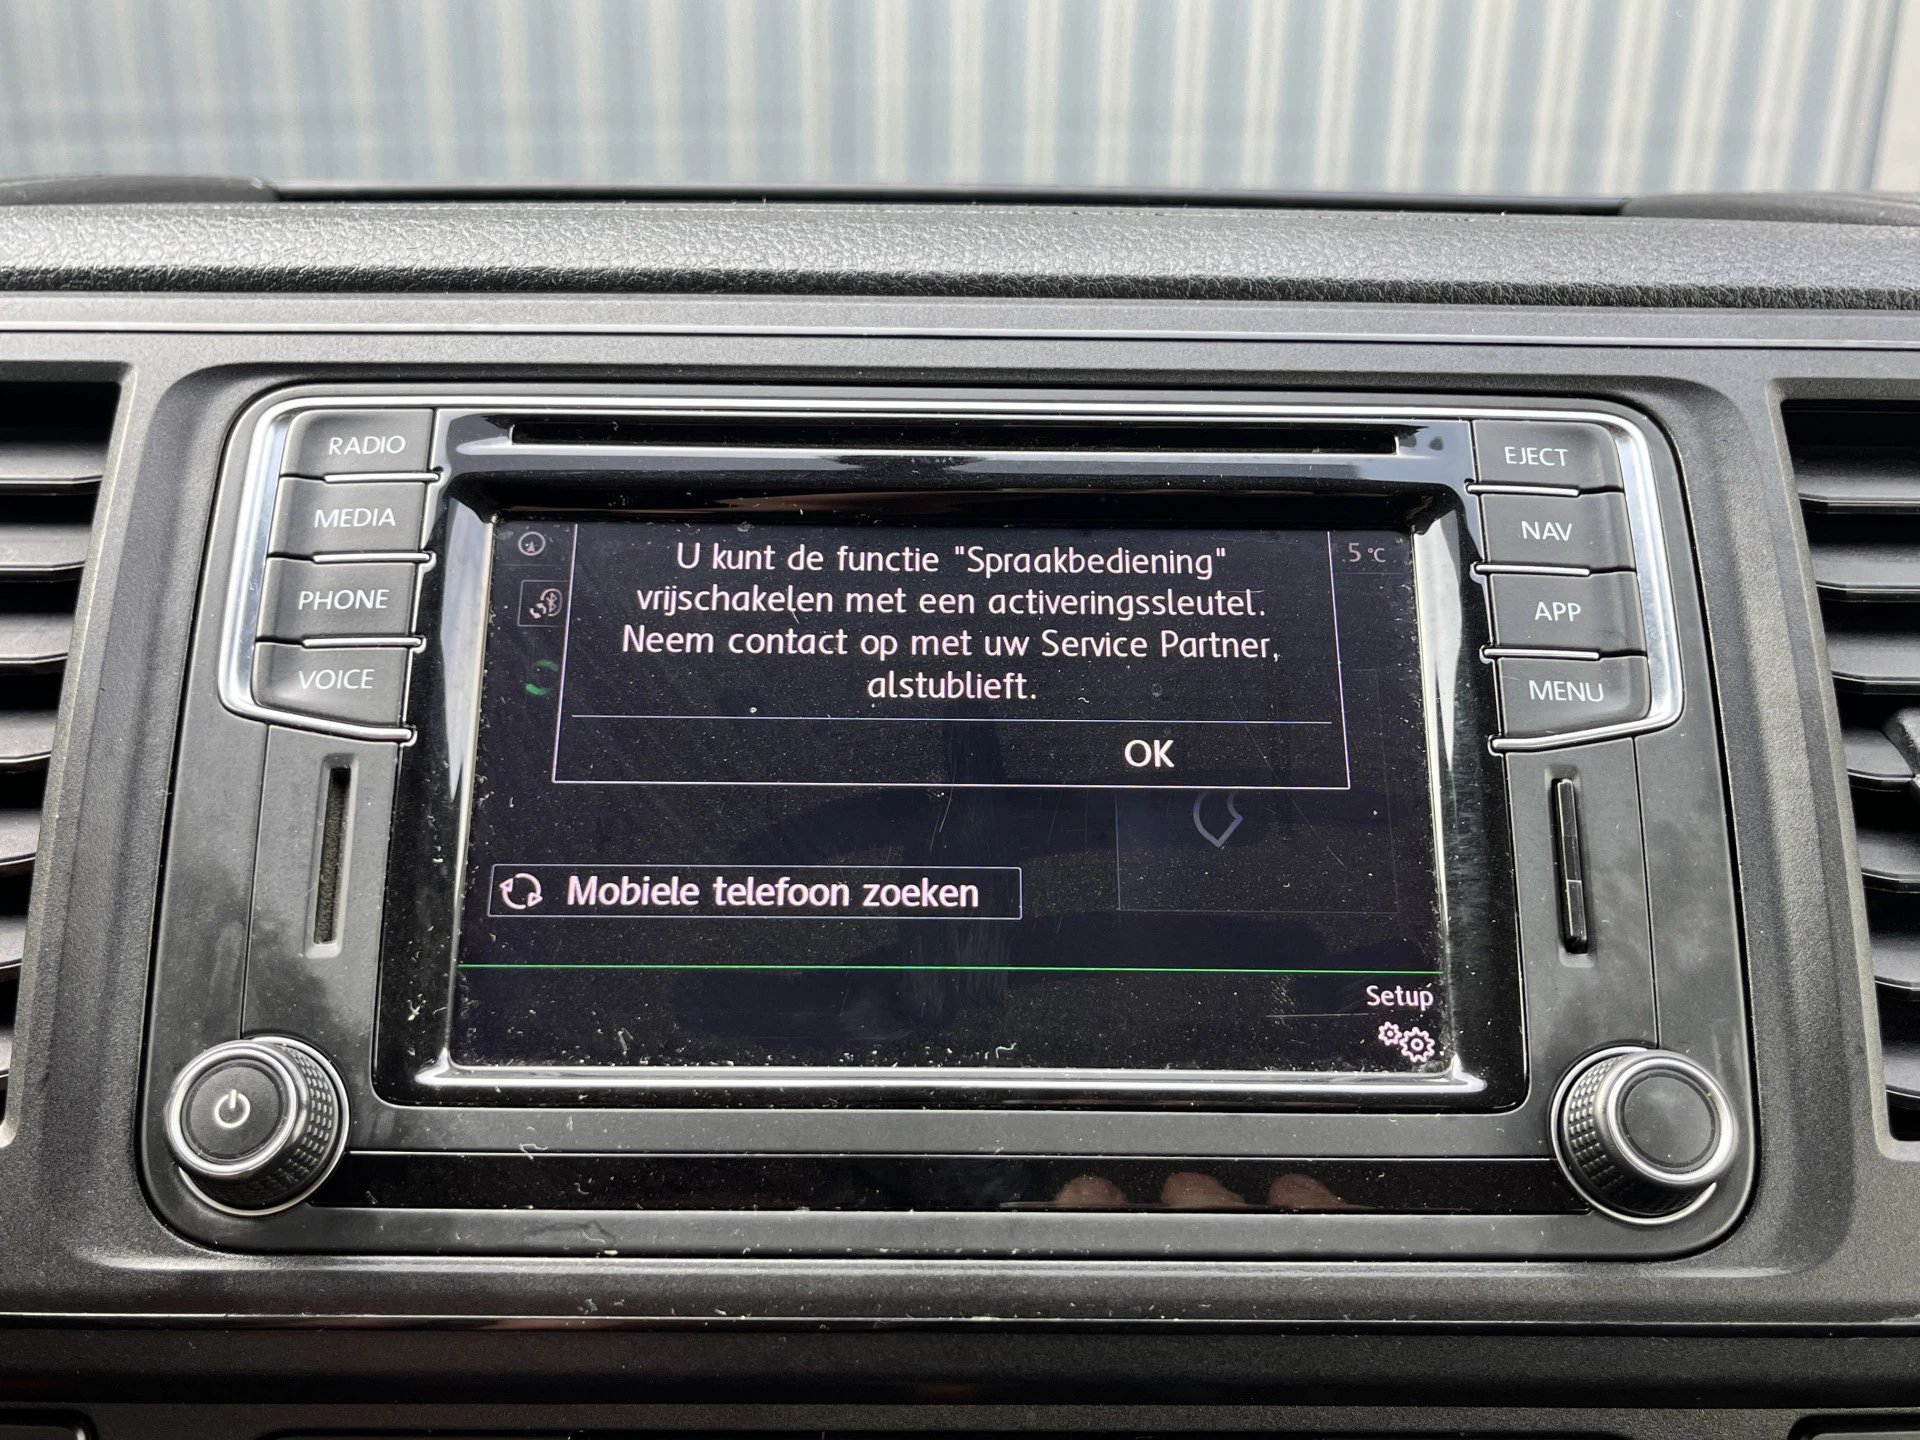 RADIO
MEDIA
PHONE
VOICE
EJECT
NAV
APP
MENU
5 °C
U kunt de functie "Spraakbediening"
vrijschakelen met een activeringssleutel.
Neem contact op met uw Service Partner,
alstublieft.
OK
Mobiele telefoon zoeken
Setup